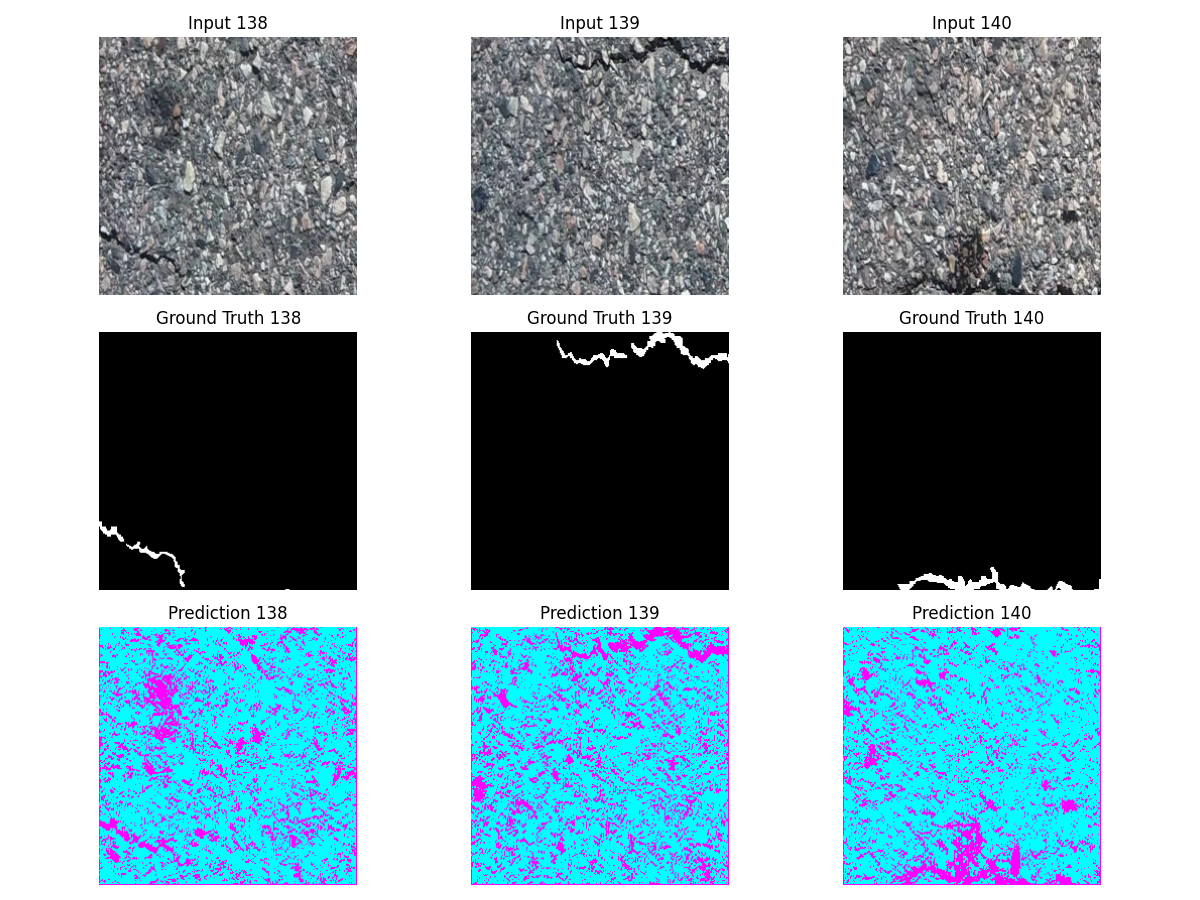 Input 138
Input 139
Input 140
Ground Truth 138
Ground Truth 139
Ground Truth 140
Prediction 138
Prediction 139
Prediction 140